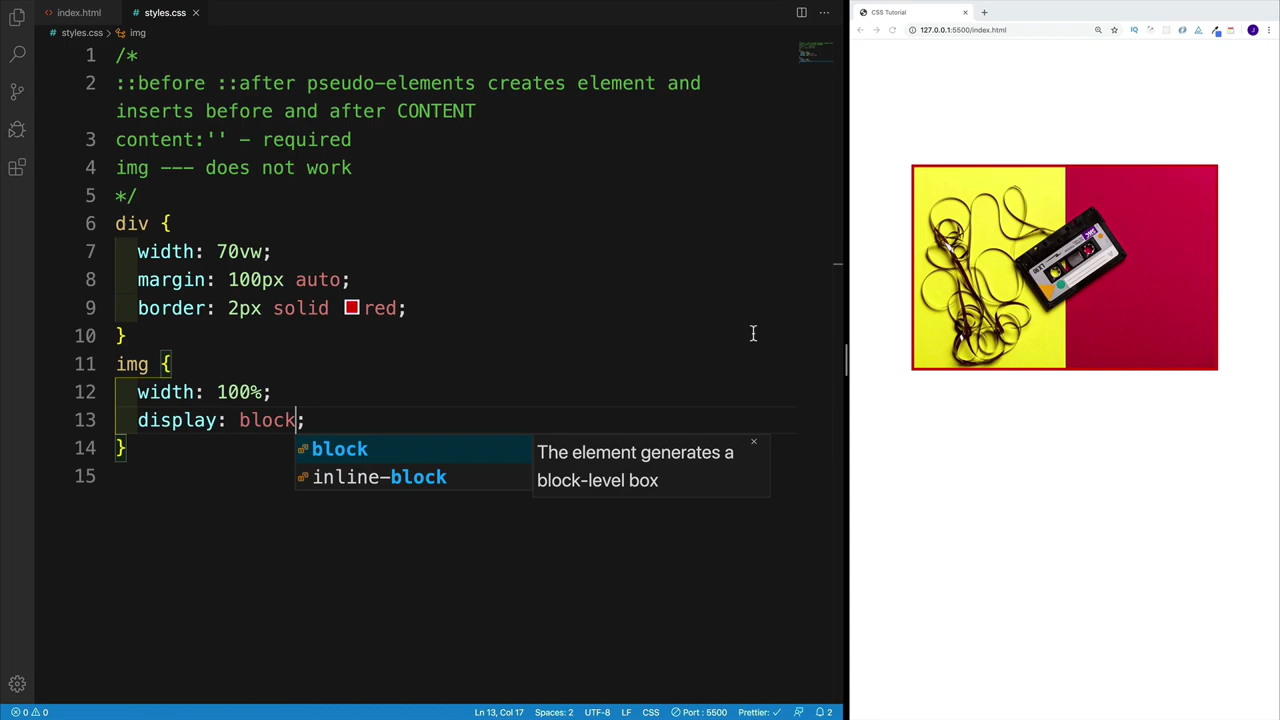 index.html
styles.css
styles.css
img
1 /*
2 ::before ::after pseudo-elements creates element and
inserts before and after CONTENT
3 content:'' - required
4 img --- does not work
5 */
6 div {
7 width: 70vw;
8 margin: 100px auto;
9 border: 2px solid red;
10 }
11 img {
12 width: 100%;
13 display: block;
block
inline-block
The element generates a
block-level box
14 }
15
0 0
Ln 13, Col 17
Spaces: 2
UTF-8
LF
CSS
Port : 5500
Prettier:
2
CSS Tutorial
127.0.0.1:5500/index.html
IQ
J